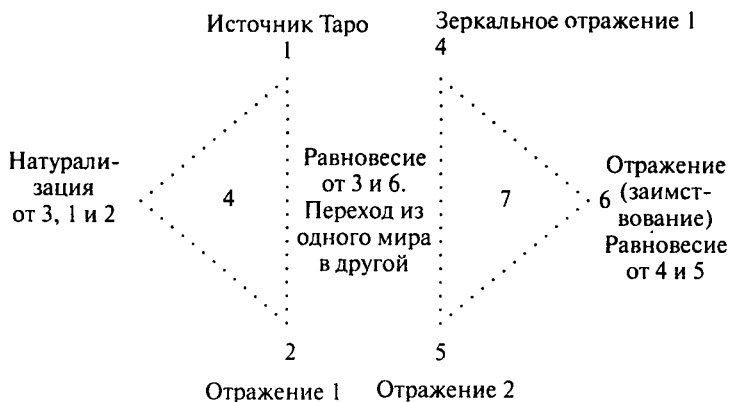 Источник Таро
1
Зеркальное отражение 1
4
Натурали-
зация
от 3, 1 и 2
4
Равновесие
от 3 и 6.
Переход из
одного мира
в другой
7
6
Отражение
(заимст-
вование)
Равновесие
от 4 и 5
2
5
Отражение 1
Отражение 2